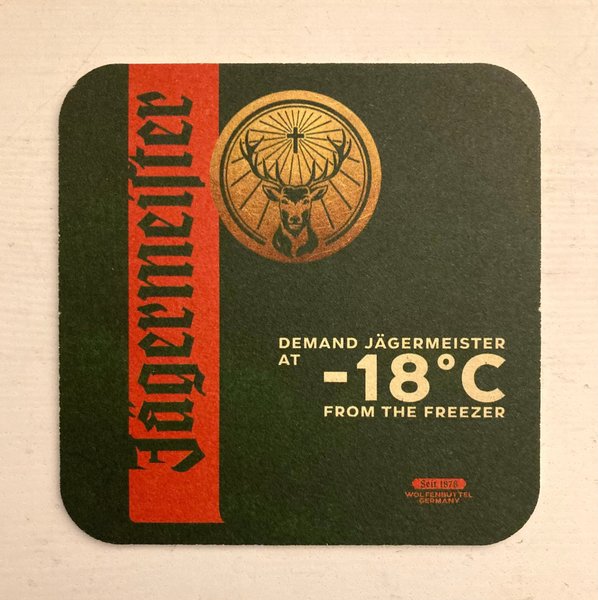 Jägermeiſter
DEMAND JÄGERMEISTER
AT -18°C
FROM THE FREEZER
Seit 1878
WOLFENBÜTTEL
GERMANY